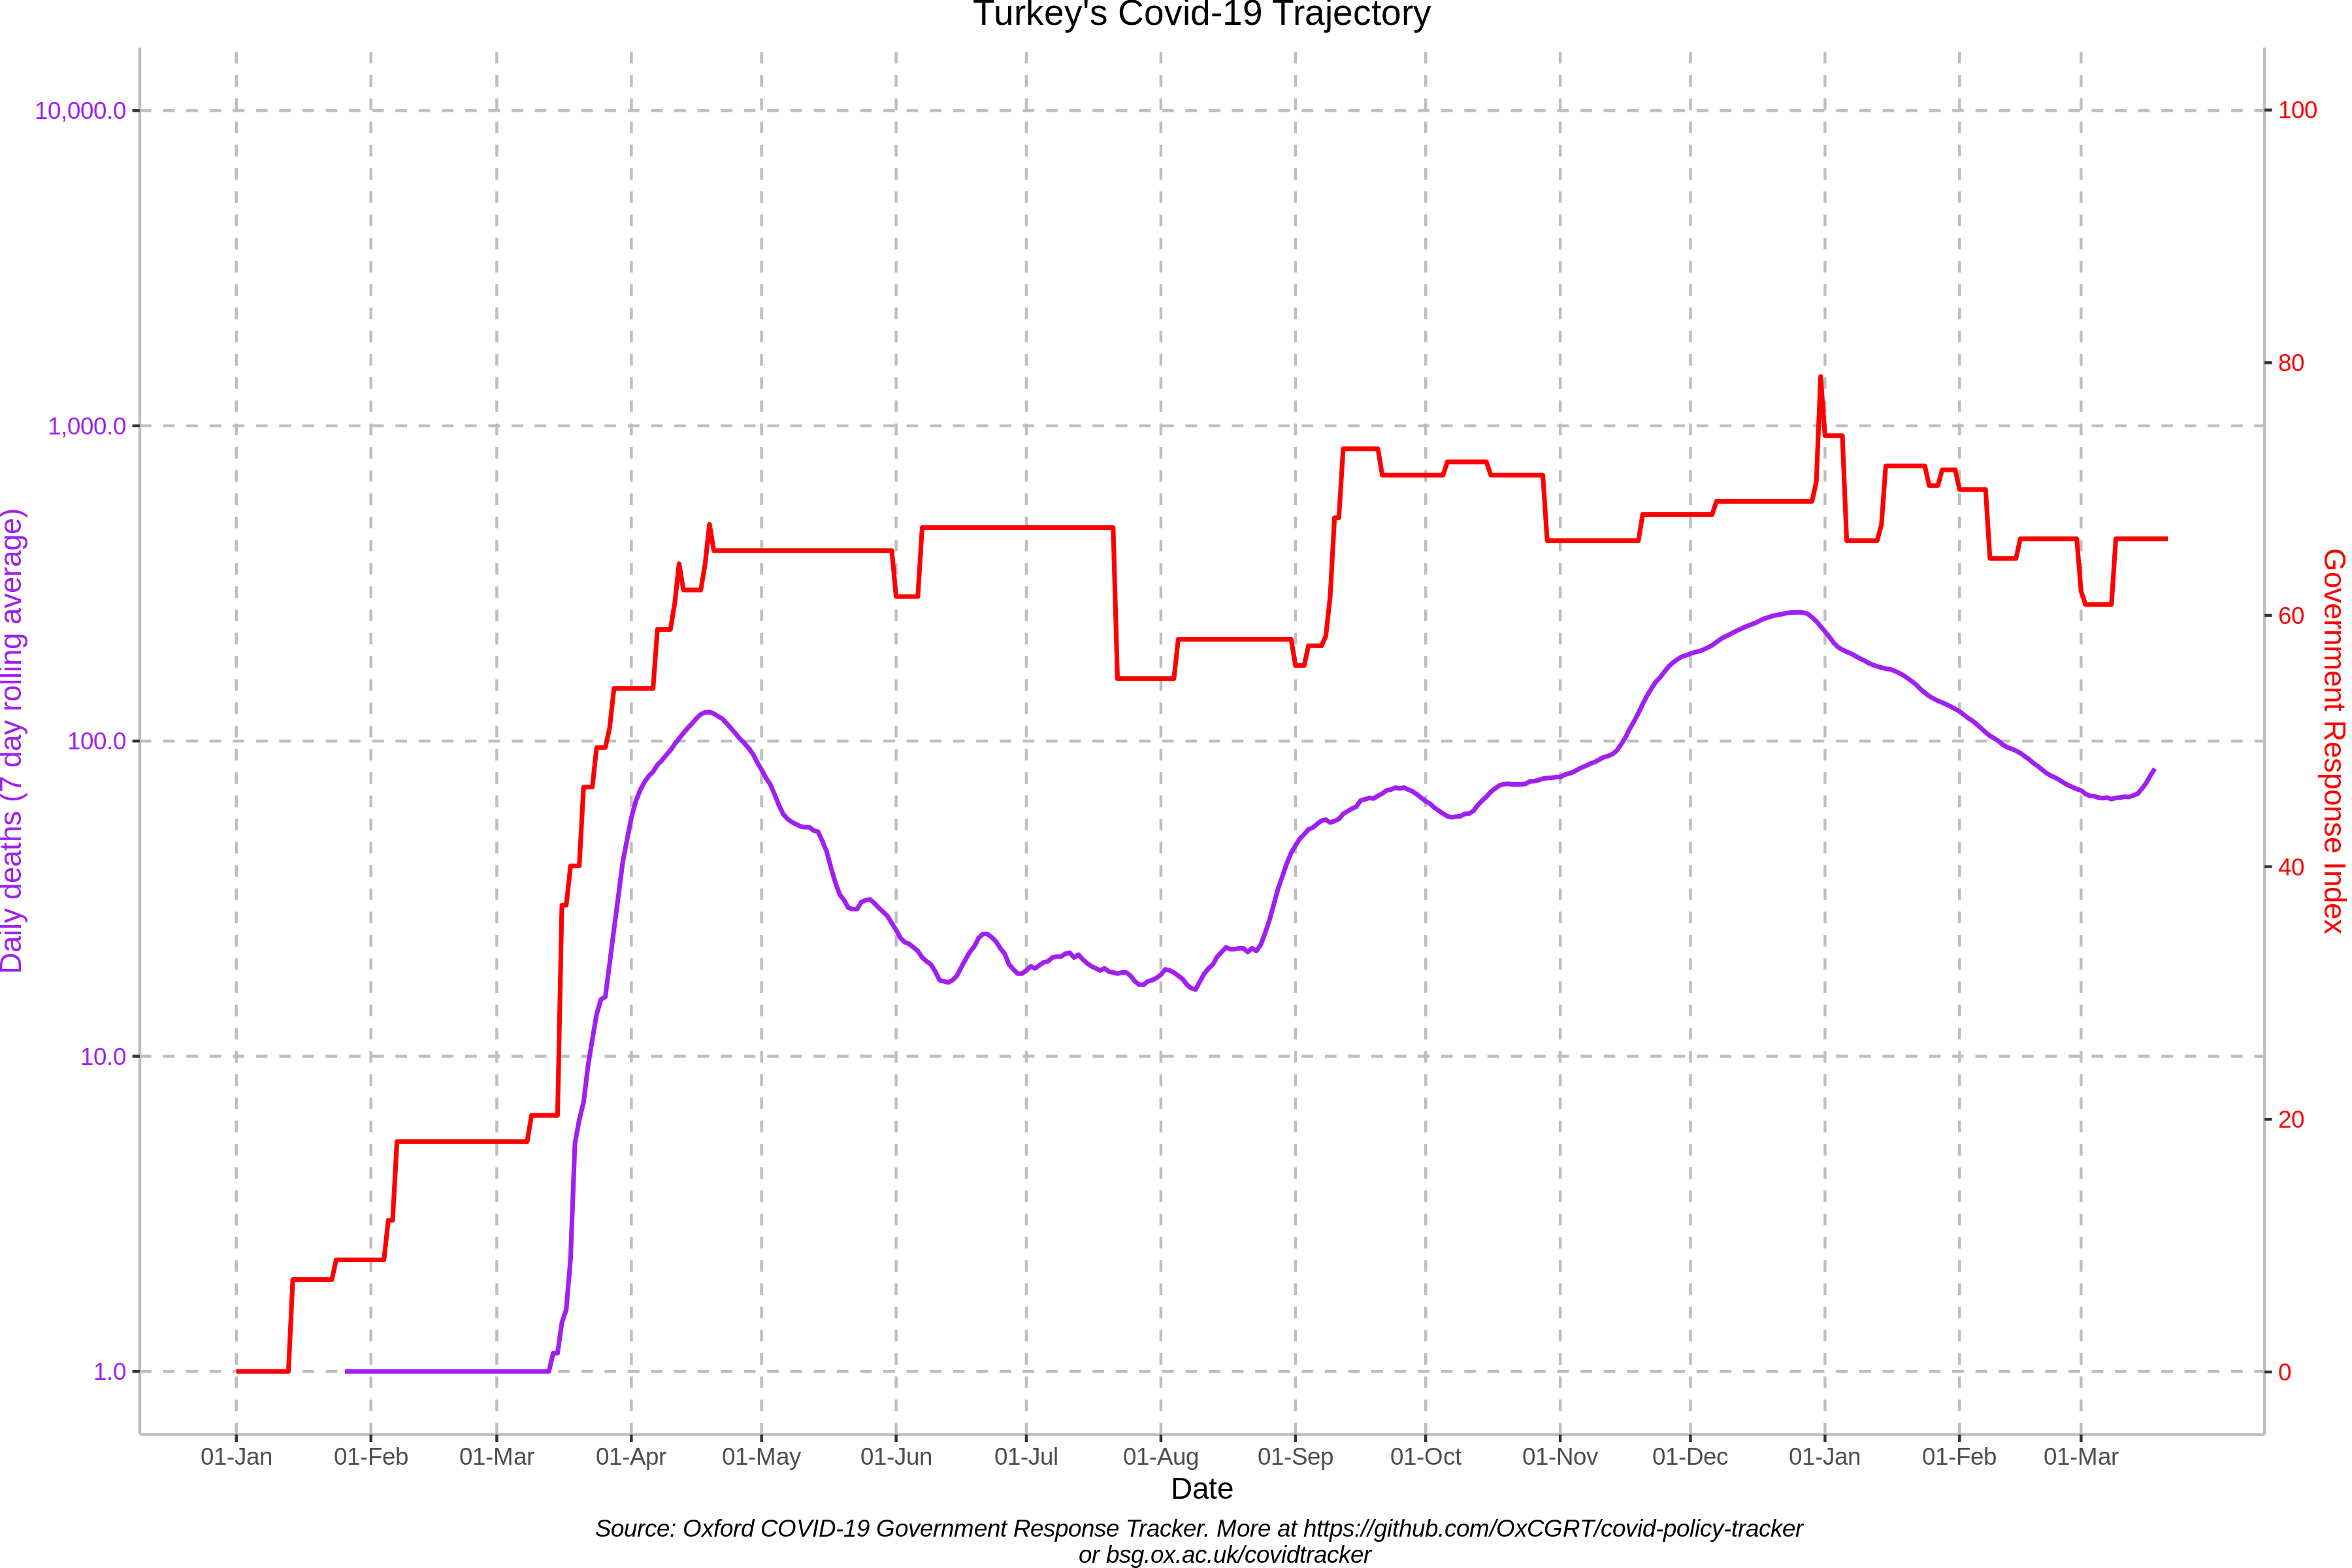 Turkey's Covid-19 Trajectory
10,000.0
1,000.0
100.0
10.0
1.0
Daily deaths (7 day rolling average)
100
80
60
40
20
0
Government Response Index
01-Jan 01-Feb 01-Mar 01-Apr 01-May 01-Jun 01-Jul 01-Aug 01-Sep 01-Oct 01-Nov 01-Dec 01-Jan 01-Feb 01-Mar
Date
Source: Oxford COVID-19 Government Response Tracker. More at https://github.com/OxCGRT/covid-policy-tracker
or bsg.ox.ac.uk/covidtracker